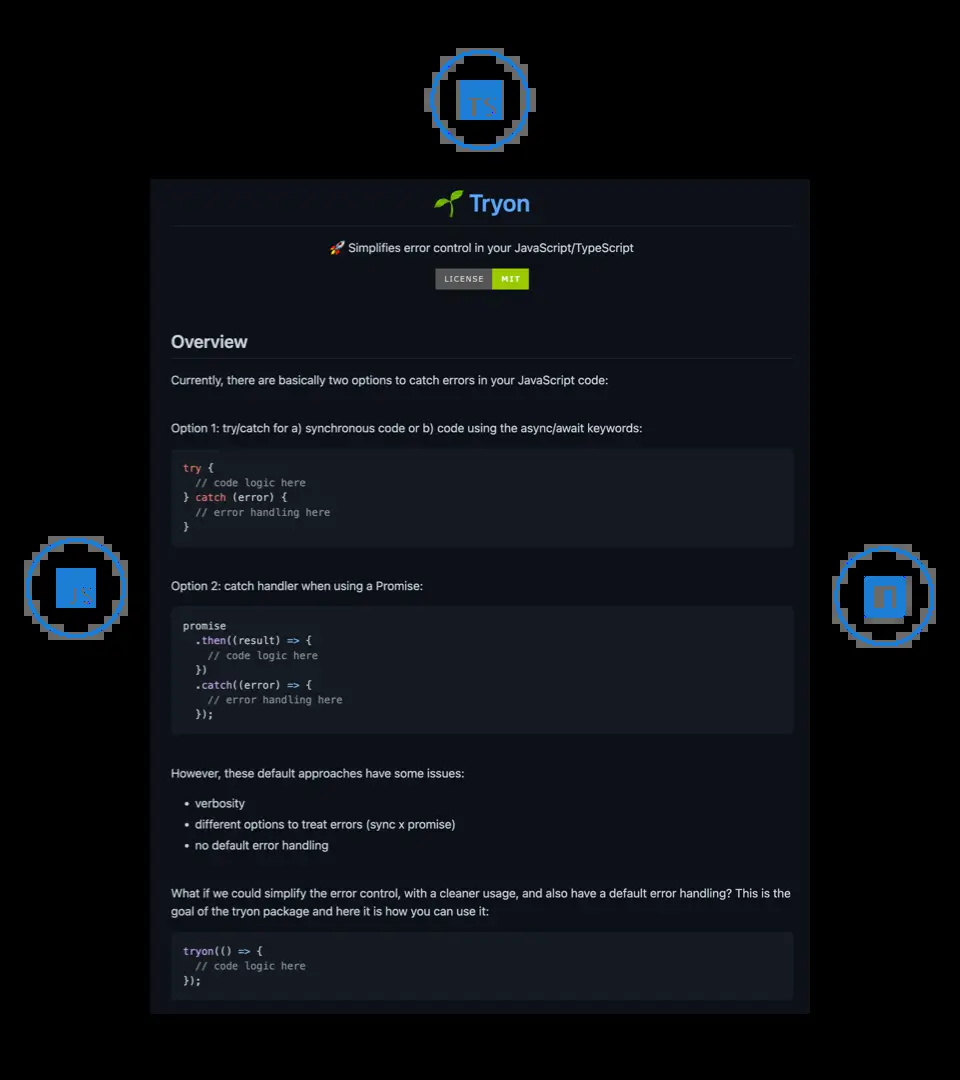 TS
Tryon
Simplifies error control in your JavaScript/TypeScript
LICENSE MIT
Overview
Currently, there are basically two options to catch errors in your JavaScript code:
Option 1: try/catch for a) synchronous code or b) code using the async/await keywords:
try {
// code logic here
} catch (error) {
// error handling here
}
JS
Option 2: catch handler when using a Promise:
promise
.then((result) => {
// code logic here
})
.catch((error) => {
// error handling here
});
However, these default approaches have some issues:
• verbosity
• different options to treat errors (sync x promise)
• no default error handling
What if we could simplify the error control, with a cleaner usage, and also have a default error handling? This is the
goal of the tryon package and here it is how you can use it:
tryon(() => {
// code logic here
});